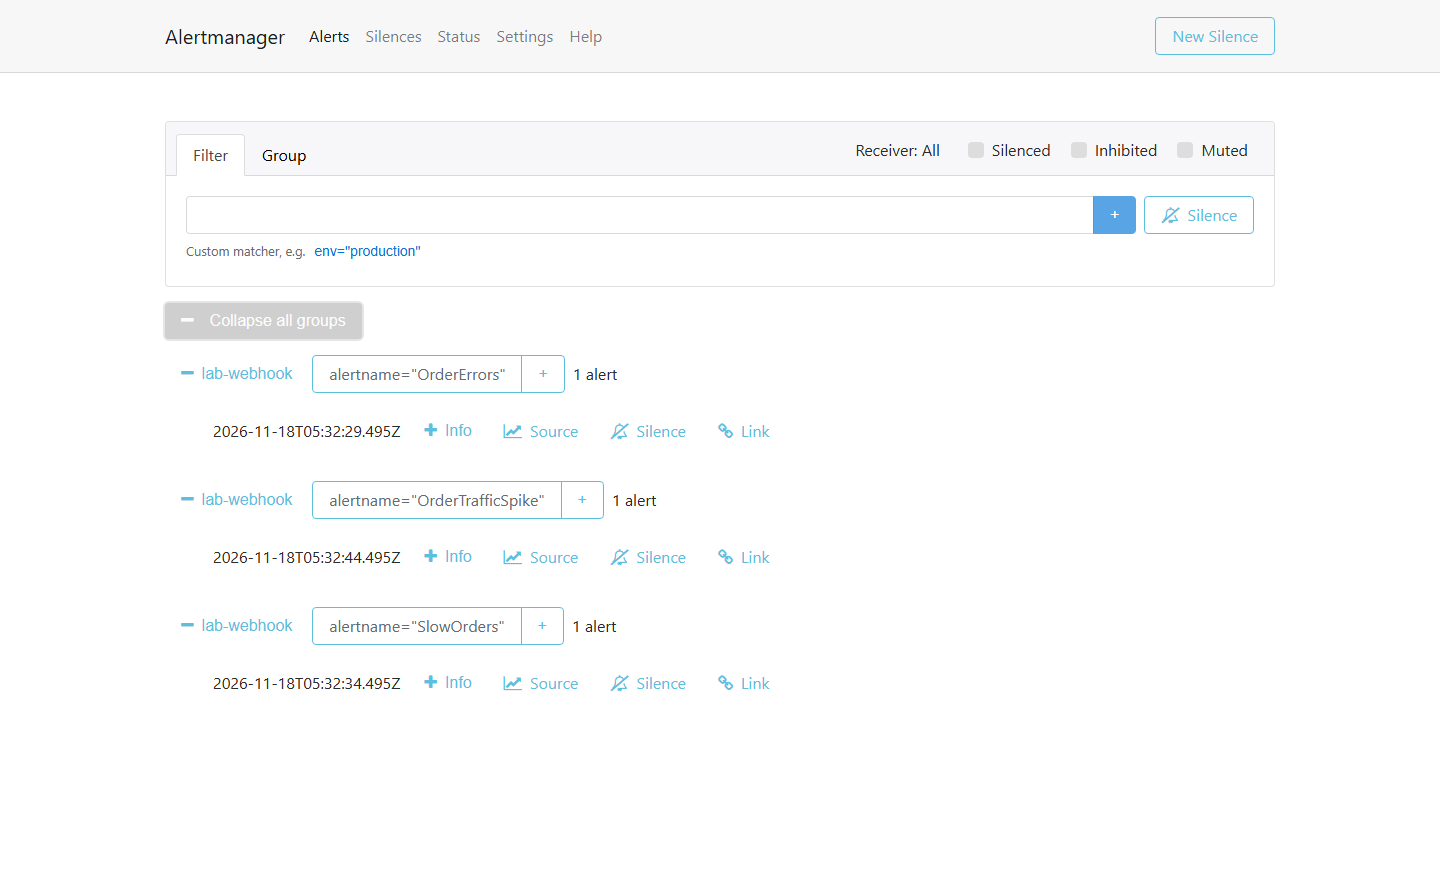 Alertmanager Alerts Silences Status Settings Help New Silence
Filter Group Receiver: All Silenced Inhibited Muted
+ Silence
Custom matcher, e.g. env="production"
Collapse all groups
lab-webhook alertname="OrderErrors" + 1 alert
2026-11-18T05:32:29.495Z Info Source Silence Link
lab-webhook alertname="OrderTrafficSpike" + 1 alert
2026-11-18T05:32:44.495Z Info Source Silence Link
lab-webhook alertname="SlowOrders" + 1 alert
2026-11-18T05:32:34.495Z Info Source Silence Link